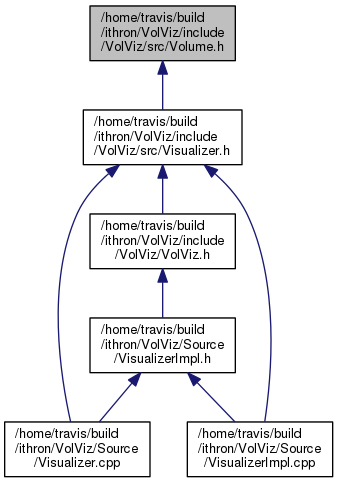 /home/travis/build
/ithron/VolViz/include
/VolViz/src/Volume.h
/home/travis/build
/ithron/VolViz/include
/VolViz/src/Visualizer.h
/home/travis/build
/ithron/VolViz/include
/VolViz/VolViz.h
/home/travis/build
/ithron/VolViz/Source
/VisualizerImpl.h
/home/travis/build
/ithron/VolViz/Source
/Visualizer.cpp
/home/travis/build
/ithron/VolViz/Source
/VisualizerImpl.cpp